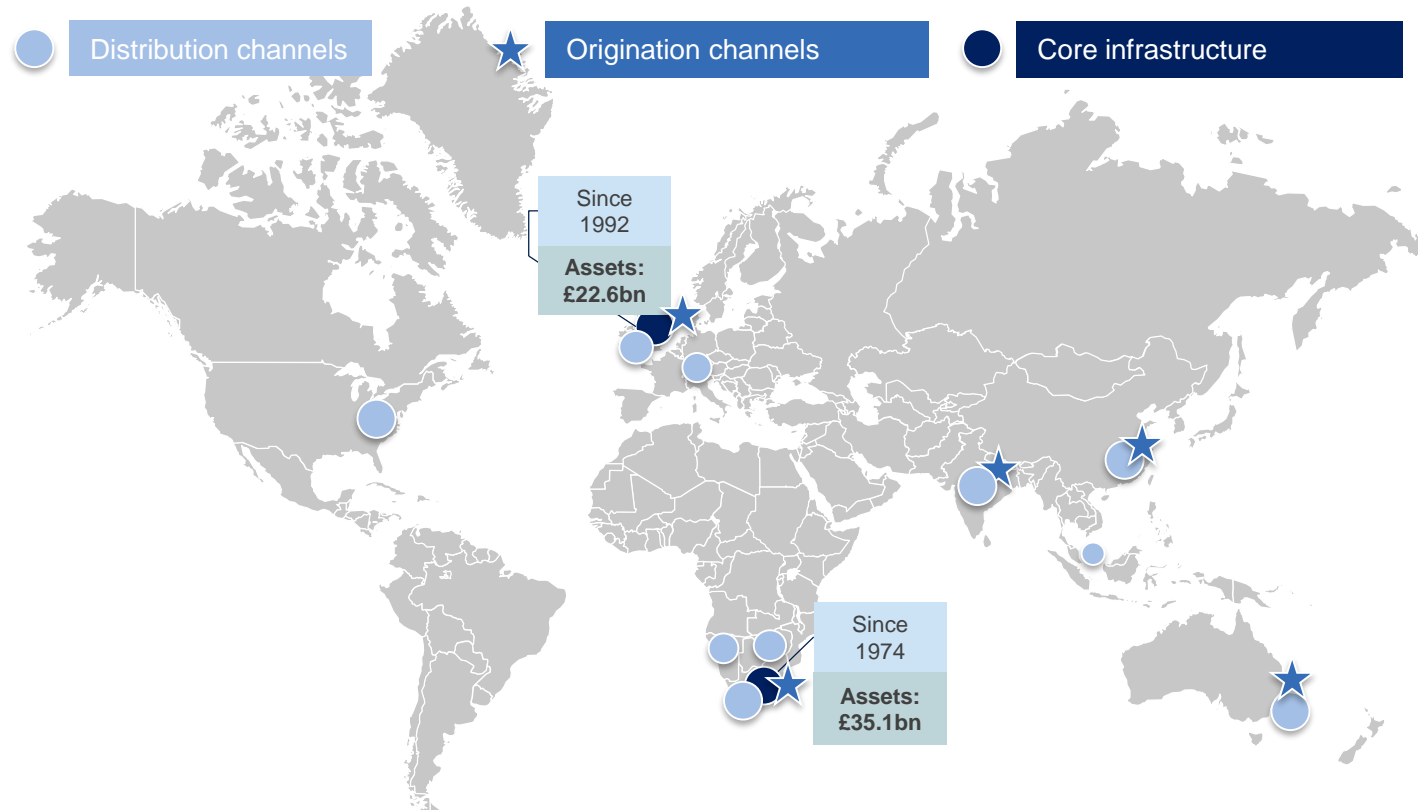 Distribution channels
Origination channels
Core infrastructure
Since
1992
Assets:
£22.6bn
Since
1974
Assets:
£35.1bn